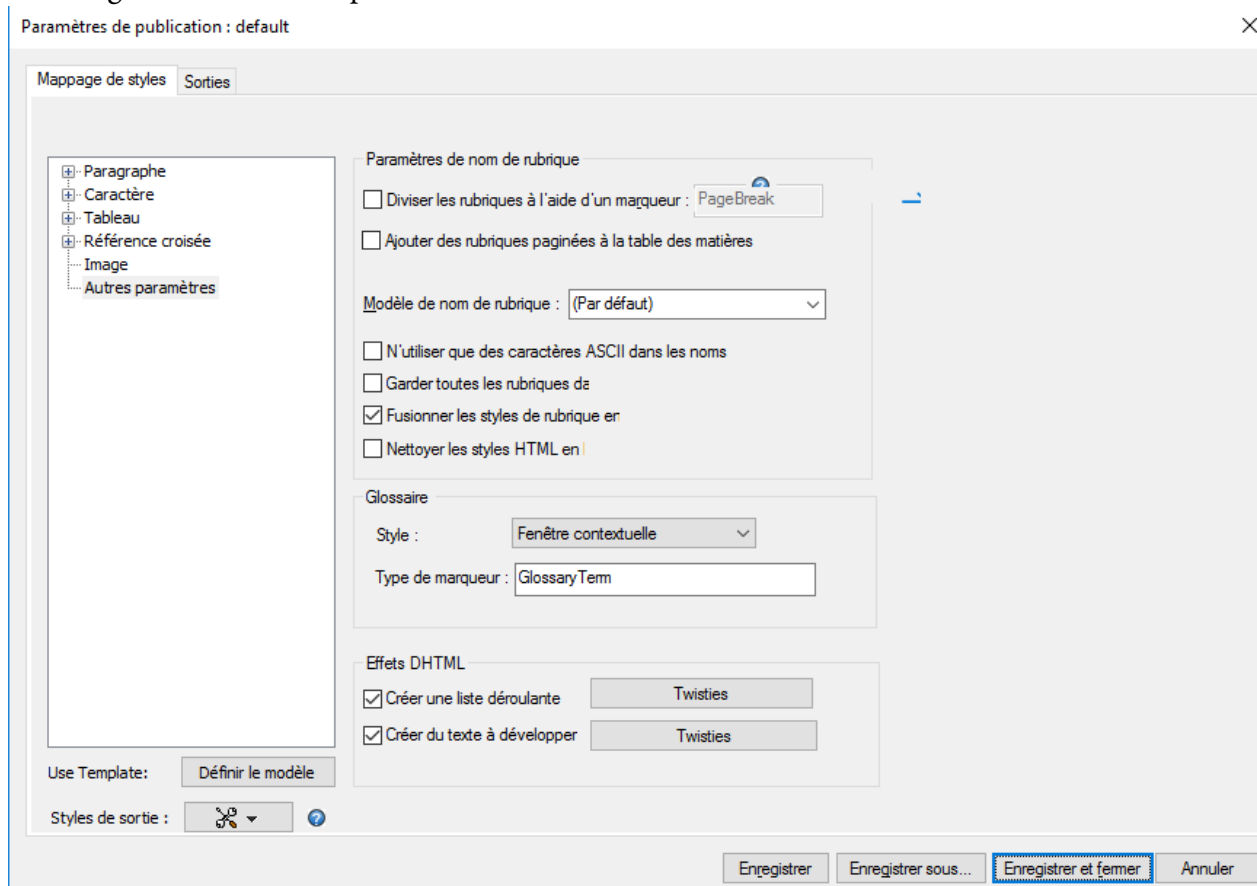 Paramètres de publication : default
Mappage de styles
Sorties
Paragraphe
Caractère
Tableau
Référence croisée
Image
Autres paramètres
Paramètres de nom de rubrique
Diviser les rubriques à l'aide d'un marqueur : PageBreak
Ajouter des rubriques paginées à la table des matières
Modèle de nom de rubrique : (Par défaut)
N'utiliser que des caractères ASCII dans les noms
Garder toutes les rubriques da
Fusionner les styles de rubrique en
Nettoyer les styles HTML en
Glossaire
Style : Fenêtre contextuelle
Type de marqueur : GlossaryTerm
Effets DHTML
Créer une liste déroulante Twisties
Créer du texte à développer Twisties
Use Template: Définir le modèle
Styles de sortie :
Enregistrer Enregistrer sous... Enregistrer et fermer Annuler